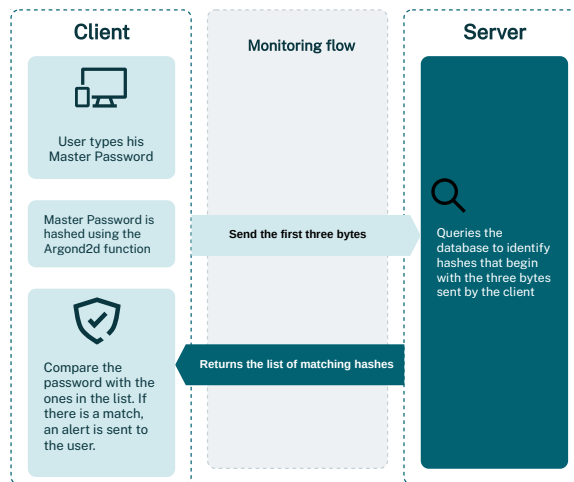 Client
Monitoring flow
Server
User types his
Master Password
Master Password is
hashed using the
Argond2d function
Send the first three bytes
Queries the
database to identify
hashes that begin
with the three bytes
sent by the client
Returns the list of matching hashes
Compare the
password with the
ones in the list. If
there is a match,
an alert is sent to
the user.